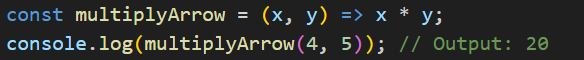 const multiplyArrow = (x, y) => x * y;
console.log(multiplyArrow(4, 5)); // Output: 20